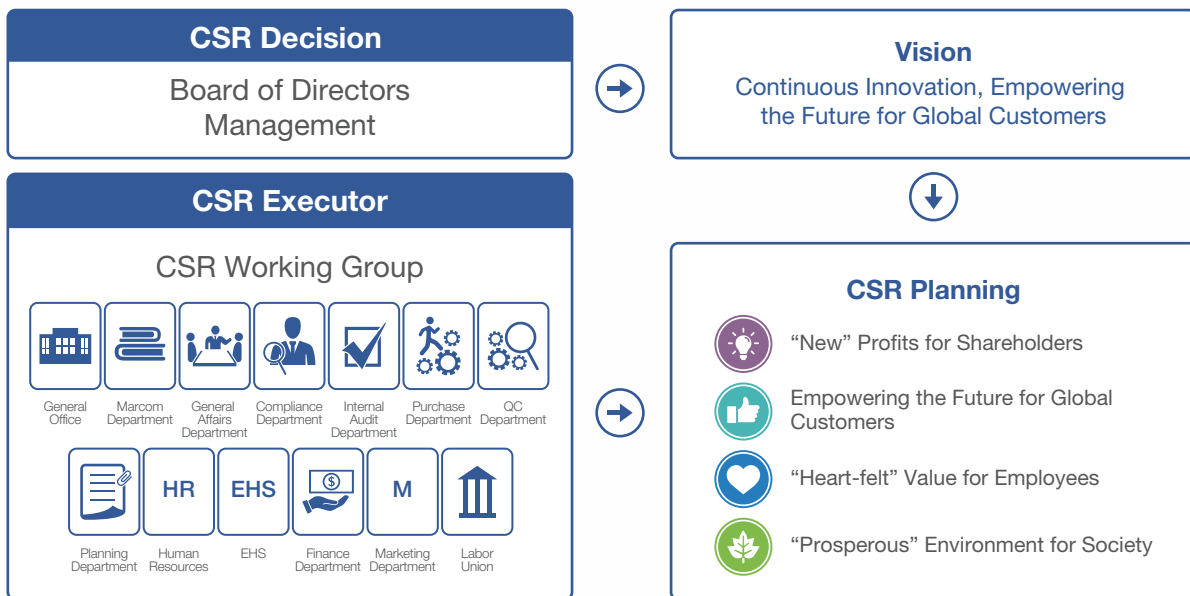 CSR Decision
Board of Directors
Management
Vision
Continuous Innovation, Empowering
the Future for Global Customers
CSR Executor
CSR Working Group
General
Office
Marcom
Department
General
Affairs
Department
Compliance
Department
Internal
Audit
Department
Purchase
Department
QC
Department
HR
EHS
$
M
Planning
Department
Human
Resources
EHS
Finance
Department
Marketing
Department
Labor
Union
CSR Planning
“New” Profits for Shareholders
Empowering the Future for Global
Customers
“Heart-felt” Value for Employees
“Prosperous” Environment for Society